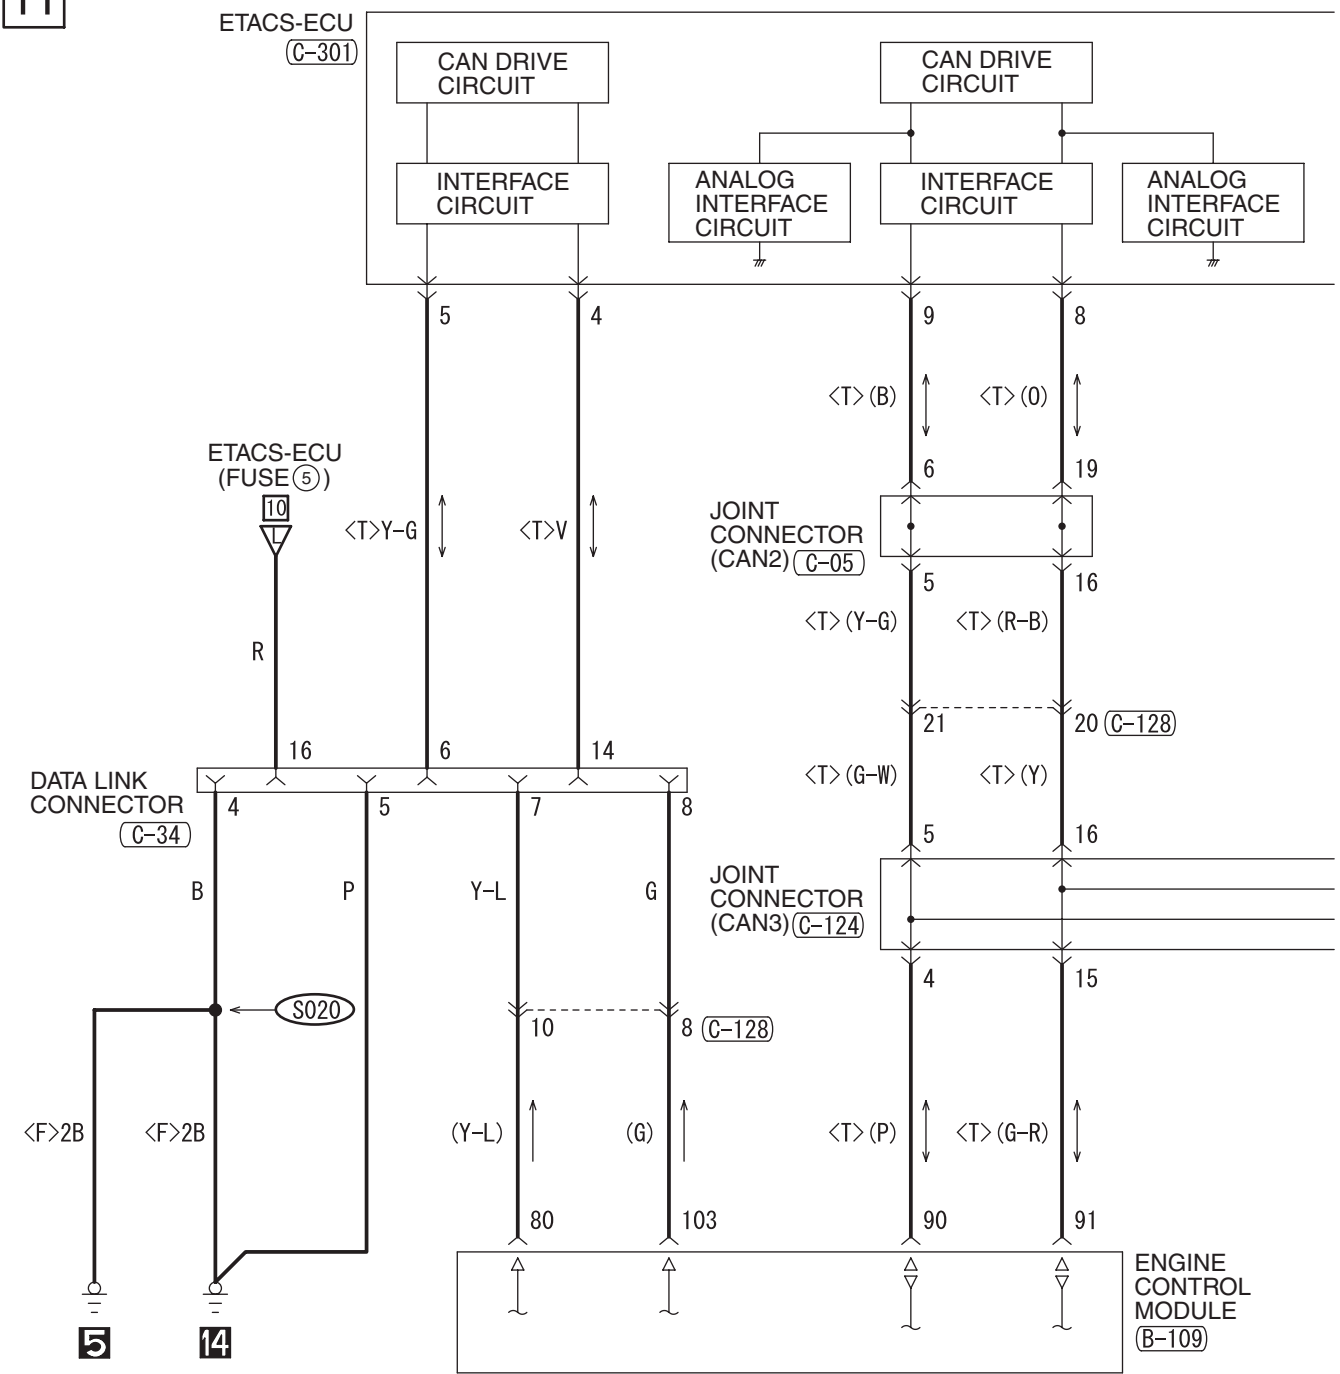 11
ETACS-ECU
C-301
CAN DRIVE
CIRCUIT
CAN DRIVE
CIRCUIT
INTERFACE
CIRCUIT
ANALOG
INTERFACE
CIRCUIT
INTERFACE
CIRCUIT
ANALOG
INTERFACE
CIRCUIT
5
4
9
8
<T>(B)
<T>(O)
6
19
ETACS-ECU
(FUSE 5)
10
L
<T>Y-G
<T>V
JOINT
CONNECTOR
(CAN2) C-05
5
16
<T>(Y-G)
<T>(R-B)
R
21
20 C-128
16
6
14
<T>(G-W)
<T>(Y)
DATA LINK
CONNECTOR
C-34
4
5
7
8
5
16
B
P
Y-L
G
JOINT
CONNECTOR
(CAN3) C-124
4
15
S020
10
8 C-128
<F>2B
<F>2B
(Y-L)
(G)
<T>(P)
<T>(G-R)
80
103
90
91
ENGINE
CONTROL
MODULE
B-109
5
14